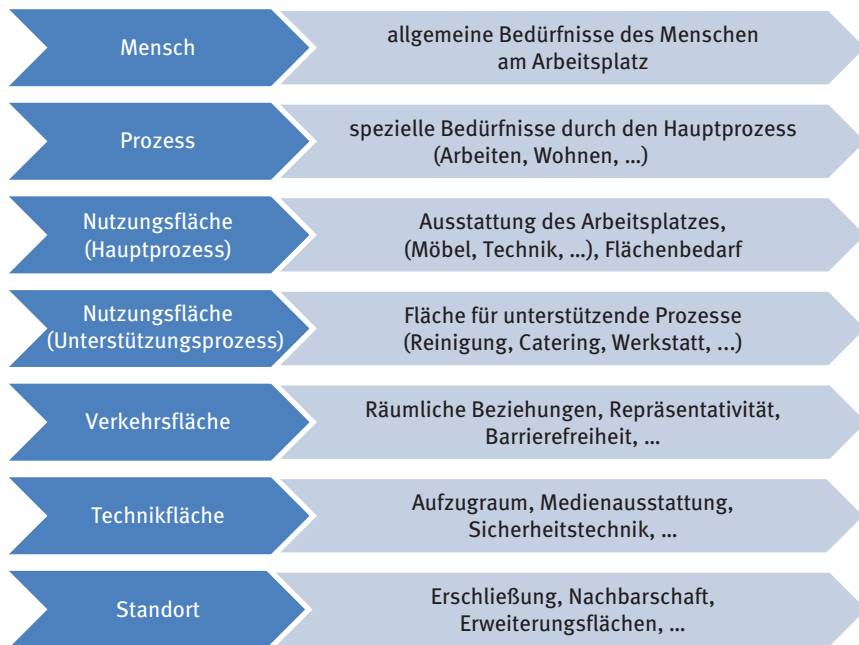 Mensch
allgemeine Bedürfnisse des Menschen
am Arbeitsplatz
Prozess
spezielle Bedürfnisse durch den Hauptprozess
(Arbeiten, Wohnen, ...)
Nutzungsfläche
(Hauptprozess)
Ausstattung des Arbeitsplatzes,
(Möbel, Technik, ...), Flächenbedarf
Nutzungsfläche
(Unterstützungsprozess)
Fläche für unterstützende Prozesse
(Reinigung, Catering, Werkstatt, ...)
Verkehrsfläche
Räumliche Beziehungen, Repräsentativität,
Barrierefreiheit, ...
Technikfläche
Aufzugraum, Medienausstattung,
Sicherheitstechnik, ...
Standort
Erschließung, Nachbarschaft,
Erweiterungsflächen, ...